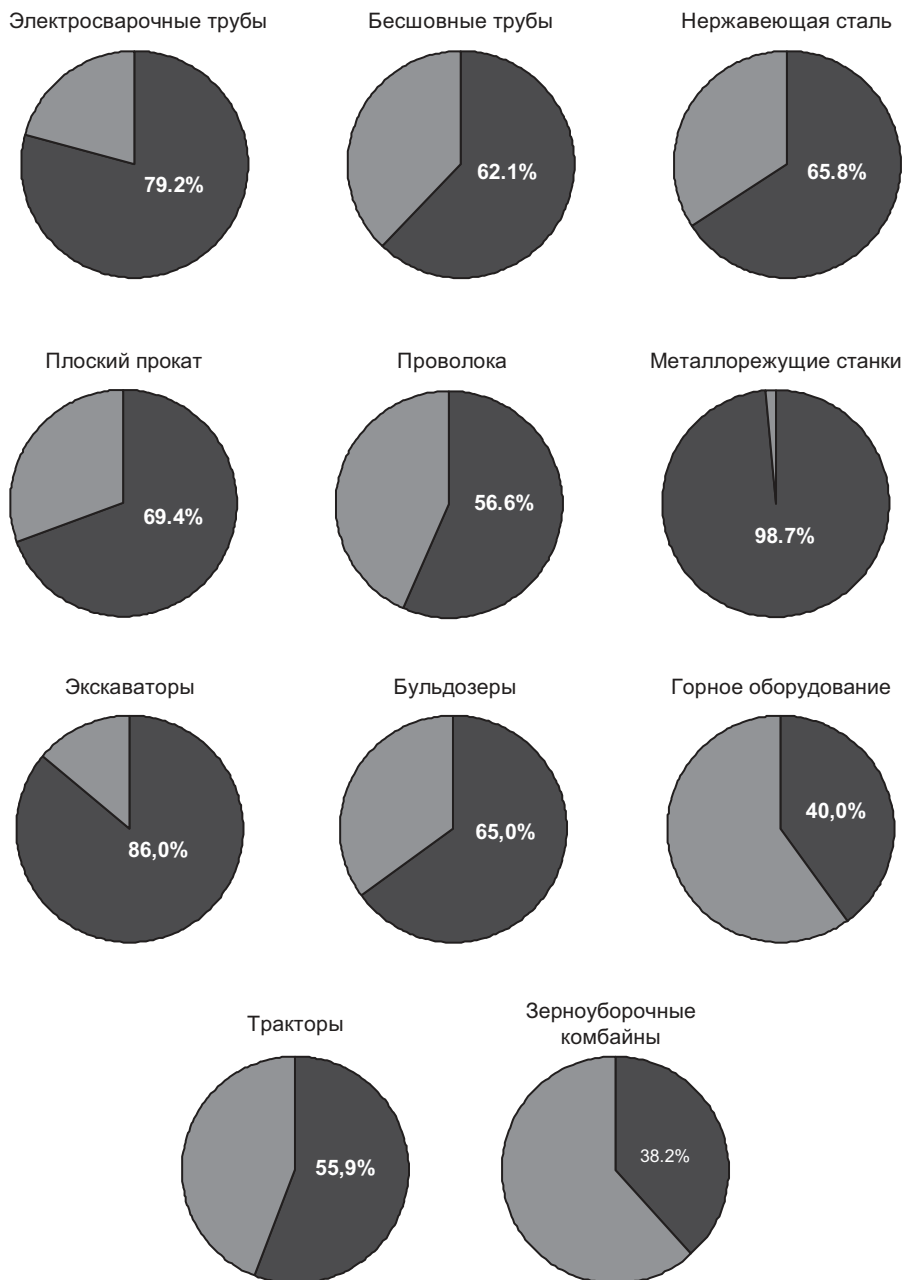 Электросварочные трубы
Бесшовные трубы
Нержавеющая сталь
79.2%
62.1%
65.8%
Плоский прокат
Проволока
Металлорежущие станки
69.4%
56.6%
98.7%
Экскаваторы
Бульдозеры
Горное оборудование
86,0%
65,0%
40,0%
Тракторы
Зерноуборочные
комбайны
55,9%
38.2%